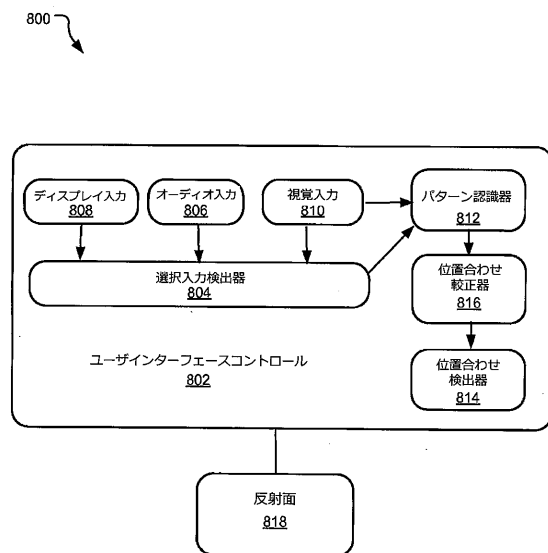 800
ディスプレイ入力
808
オーディオ入力
806
視覚入力
810
パターン認識器
812
選択入力検出器
804
位置合わせ
較正器
816
ユーザインターフェースコントロール
802
位置合わせ
検出器
814
反射面
818